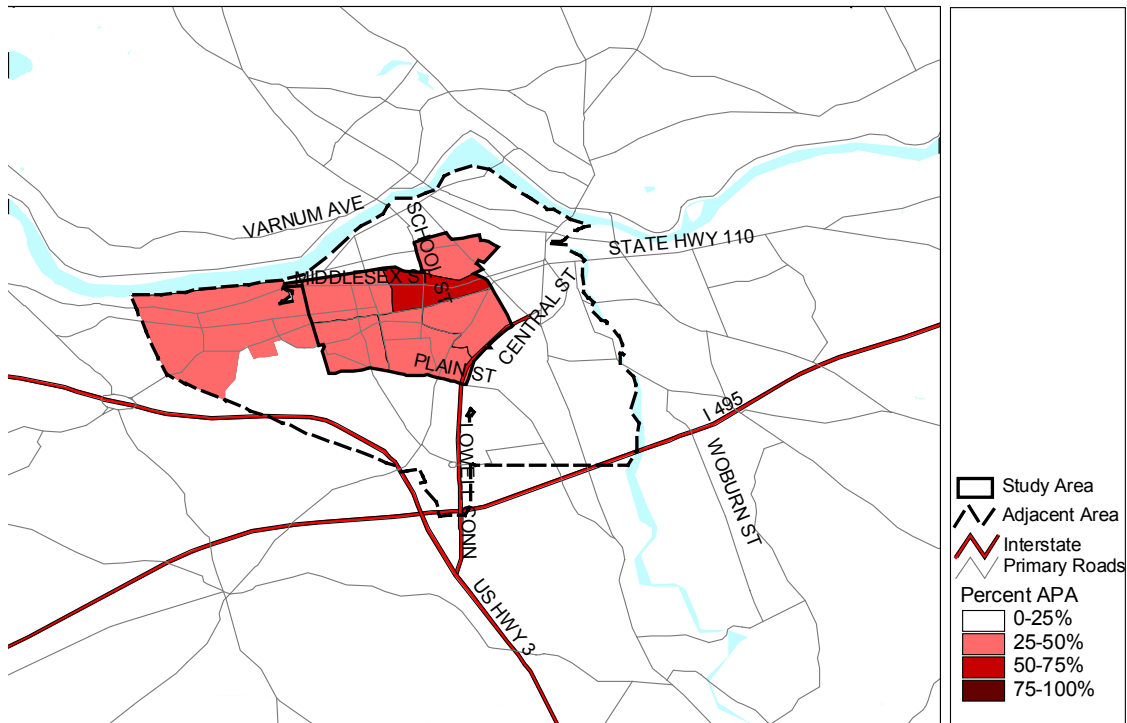 VARNUM AVE
SCHOOL ST
STATE HWY 110
MIDDLESEX ST
CENTRAL ST
PLAIN ST
I 495
LOWELL CONN
WOBURN ST
US HWY 3
Study Area
Adjacent Area
Interstate
Primary Roads
Percent APA
0-25%
25-50%
50-75%
75-100%